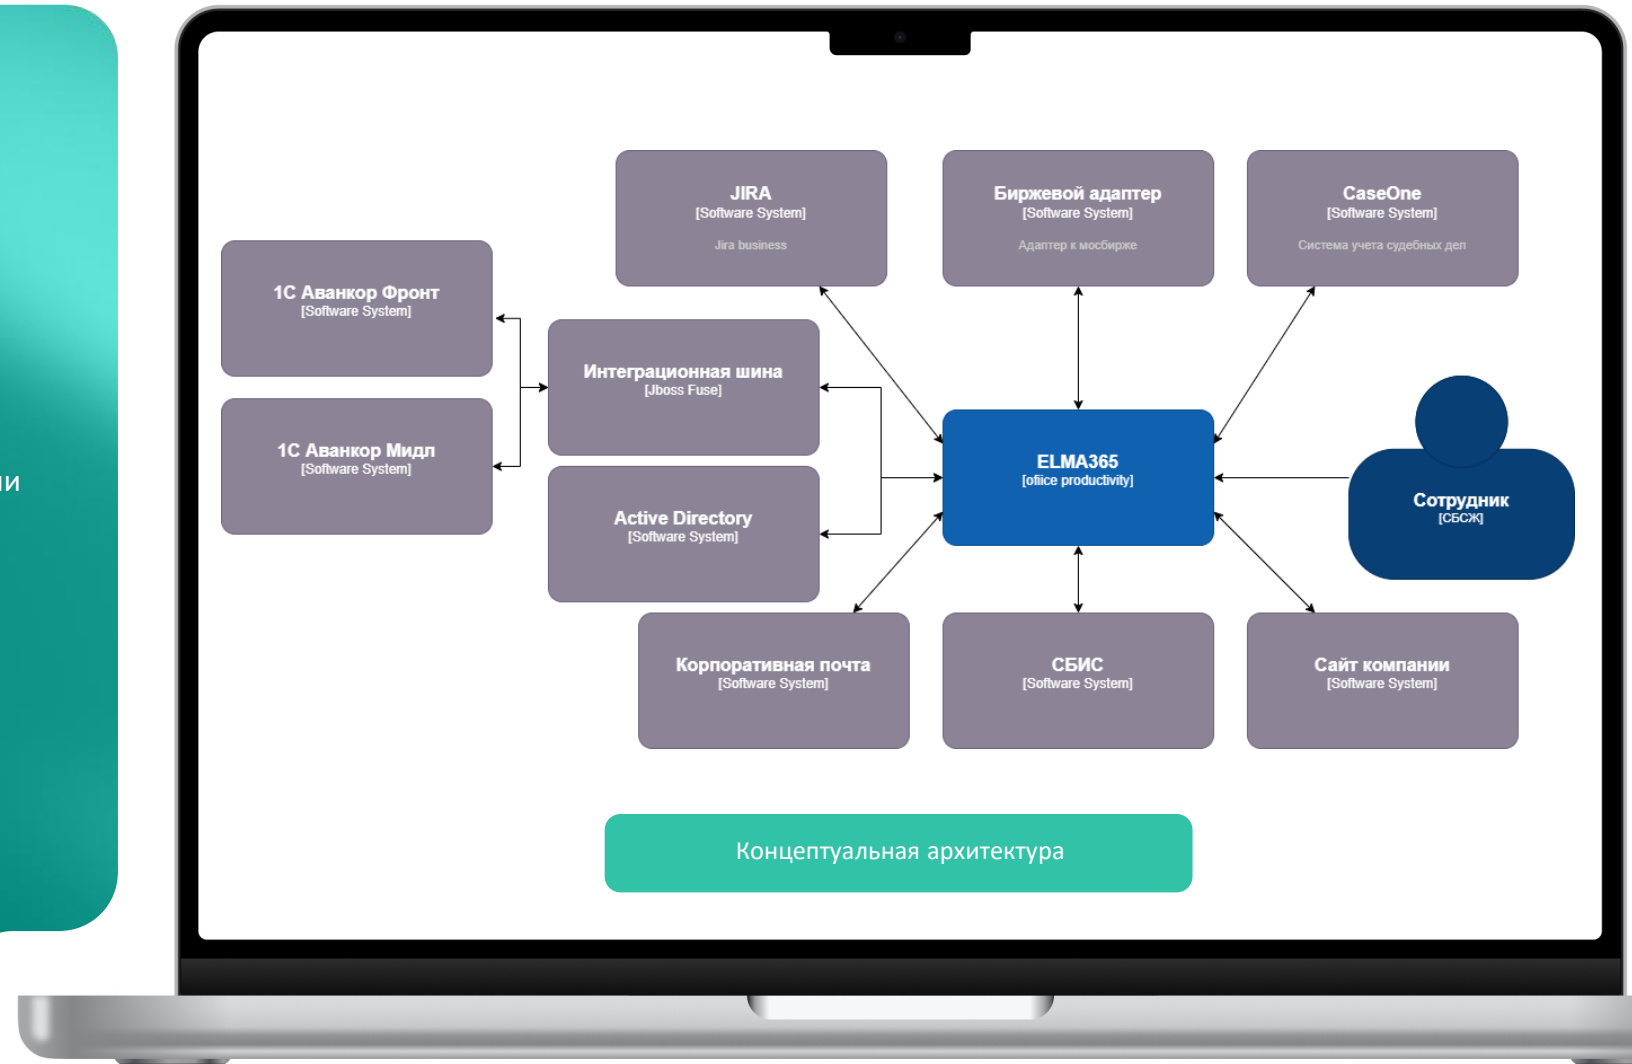 JIRA
[Software System]
Jira business
Биржевой адаптер
[Software System]
Адаптер к мосбирже
CaseOne
[Software System]
Система учета судебных дел
1С Аванкор Фронт
[Software System]
Интеграционная шина
[Jboss Fuse]
1С Аванкор Мидл
[Software System]
ELMA365
[ofiice productivity]
Active Directory
[Software System]
Сотрудник
[СБСЖ]
Корпоративная почта
[Software System]
СБИС
[Software System]
Сайт компании
[Software System]
Концептуальная архитектура